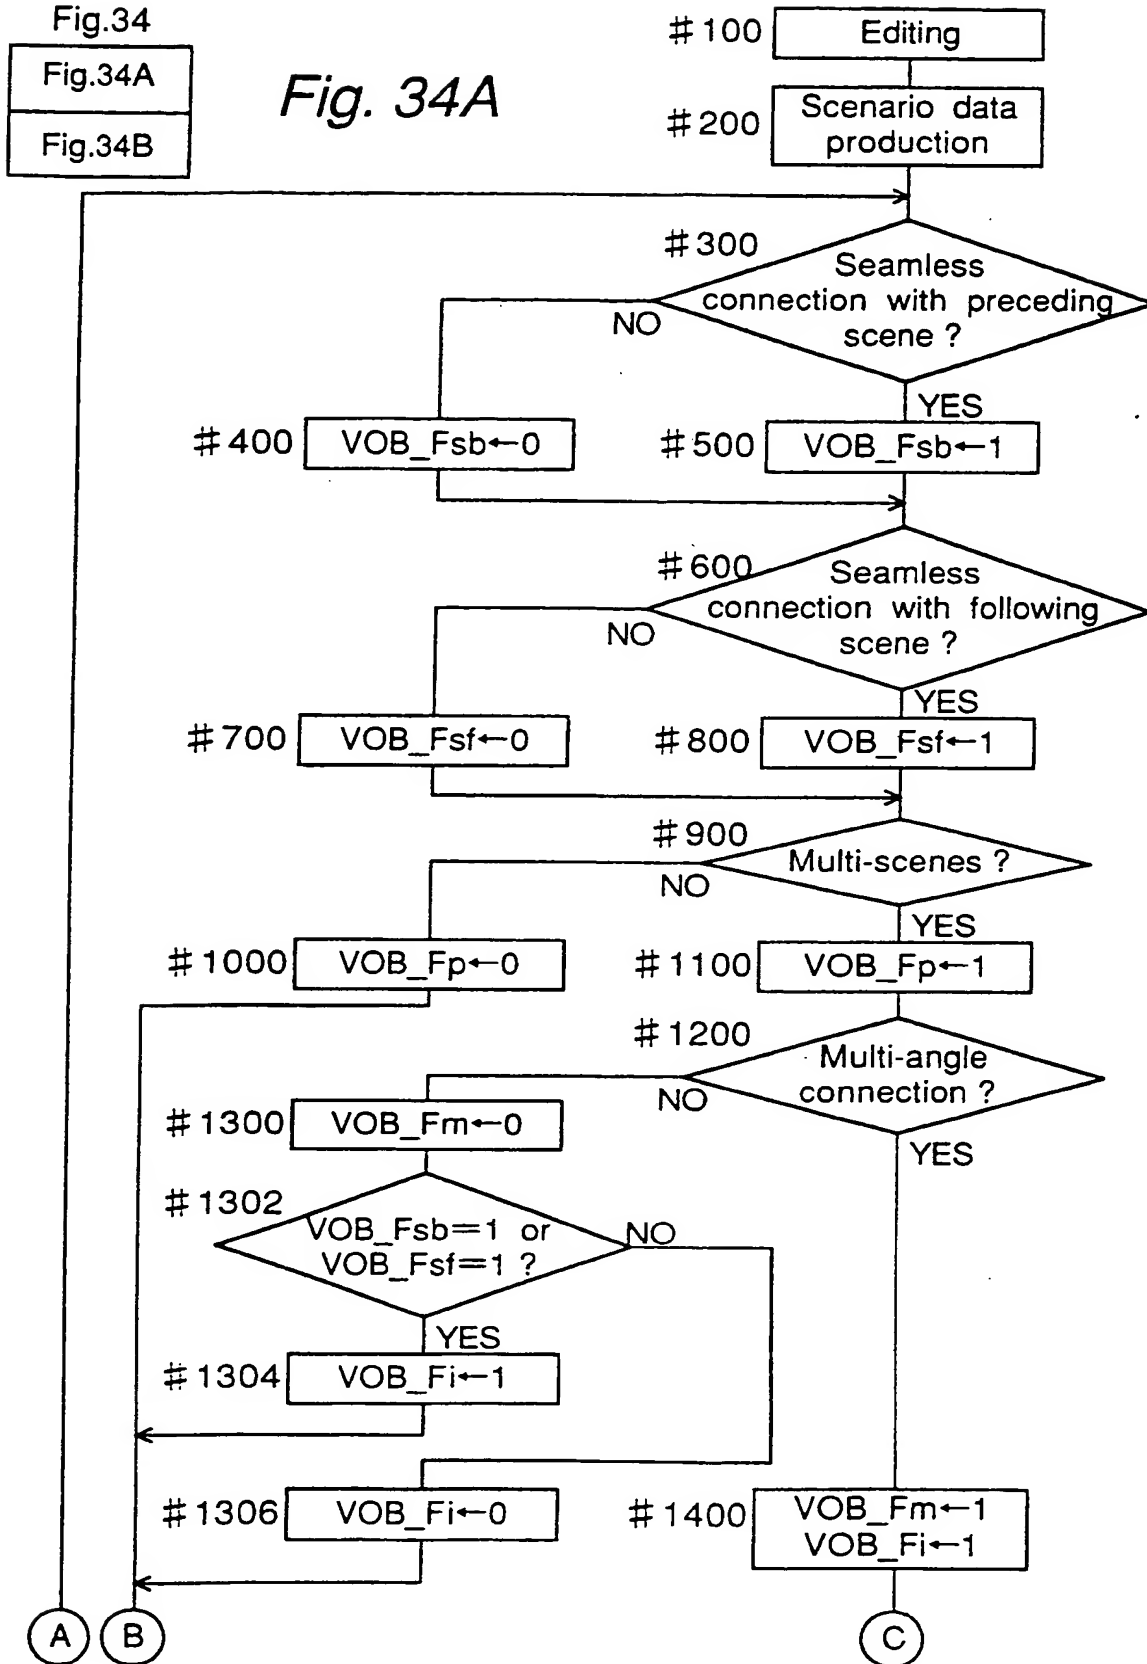 Fig.34
Fig.34A
Fig.34B
Fig. 34A
#100
Editing
#200
Scenario data
production
#300
Seamless
connection with preceding
scene ?
NO
YES
#400
VOB_Fsb←0
#500
VOB_Fsb←1
#600
Seamless
connection with following
scene ?
NO
YES
#700
VOB_Fsf←0
#800
VOB_Fsf←1
#900
Multi-scenes ?
NO
YES
#1000
VOB_Fp←0
#1100
VOB_Fp←1
#1200
Multi-angle
connection ?
NO
YES
#1300
VOB_Fm←0
#1302
VOB_Fsb=1 or
VOB_Fsf=1 ?
NO
YES
#1304
VOB_Fi←1
#1306
VOB_Fi←0
#1400
VOB_Fm←1
VOB_Fi←1
A
B
C